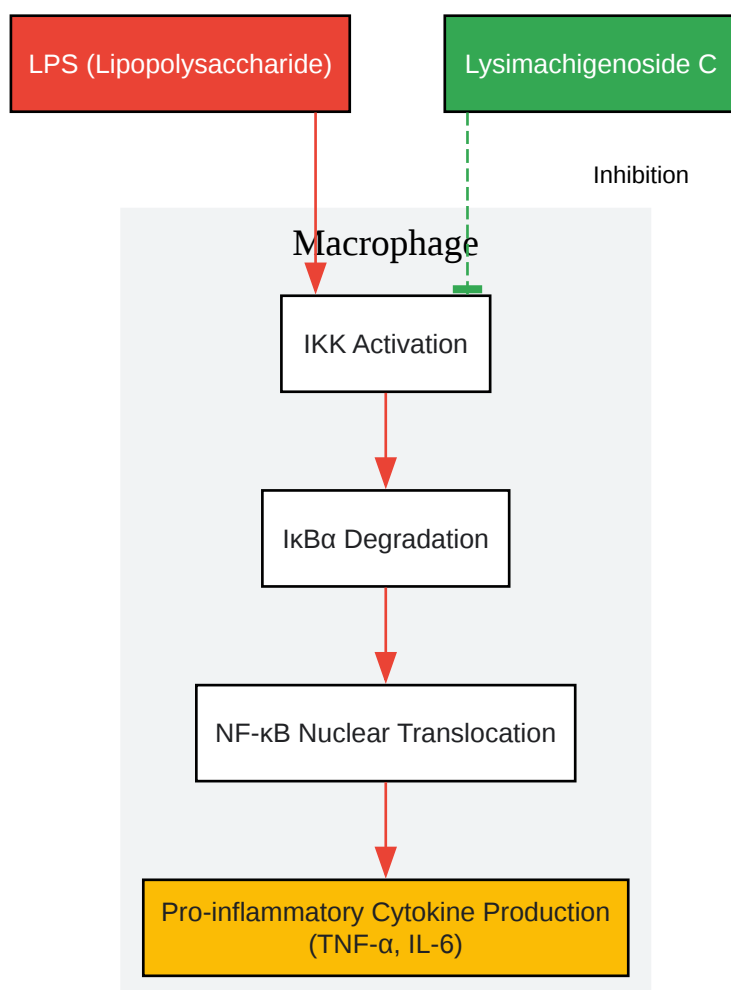 LPS (Lipopolysaccharide)
Lysimachigenoside C
Inhibition
Macrophage
IKK Activation
IκBα Degradation
NF-κB Nuclear Translocation
Pro-inflammatory Cytokine Production
(TNF-α, IL-6)